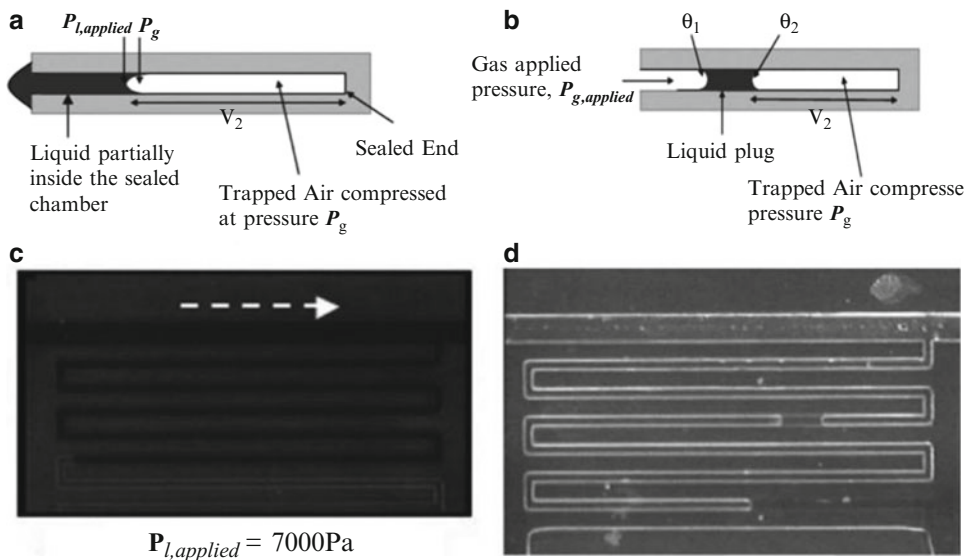 a
P_l,applied P_g
V₂
Liquid partially
inside the sealed
chamber
Trapped Air compressed
at pressure P_g
Sealed End
b
θ₁
θ₂
Gas applied
pressure, P_g,applied
V₂
Liquid plug
Trapped Air compresse
pressure P_g
c
P_l,applied = 7000Pa
d